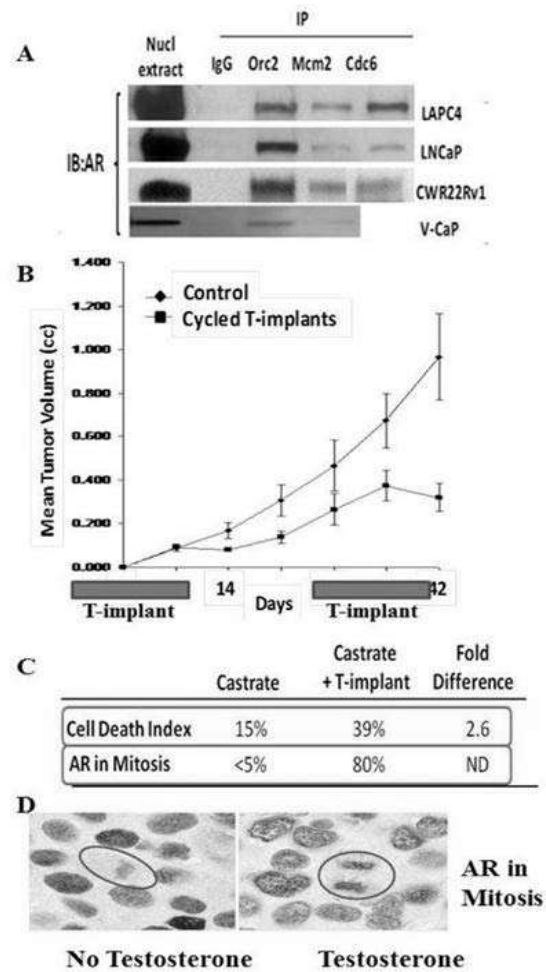 A
IP
Nucl
extract
IgG Orc2 Mcm2 Cdc6
IB:AR
LAPC4
LNCaP
CWR22Rv1
V-CaP
B
Mean Tumor Volume (cc)
1.400
1.200
1.000
0.800
0.600
0.400
0.200
0.000
Control
Cycled T-implants
14 Days 42
T-implant T-implant
C
Castrate
Castrate
+ T-implant
Fold
Difference
Cell Death Index 15% 39% 2.6
AR in Mitosis <5% 80% ND
D
AR in
Mitosis
No Testosterone Testosterone